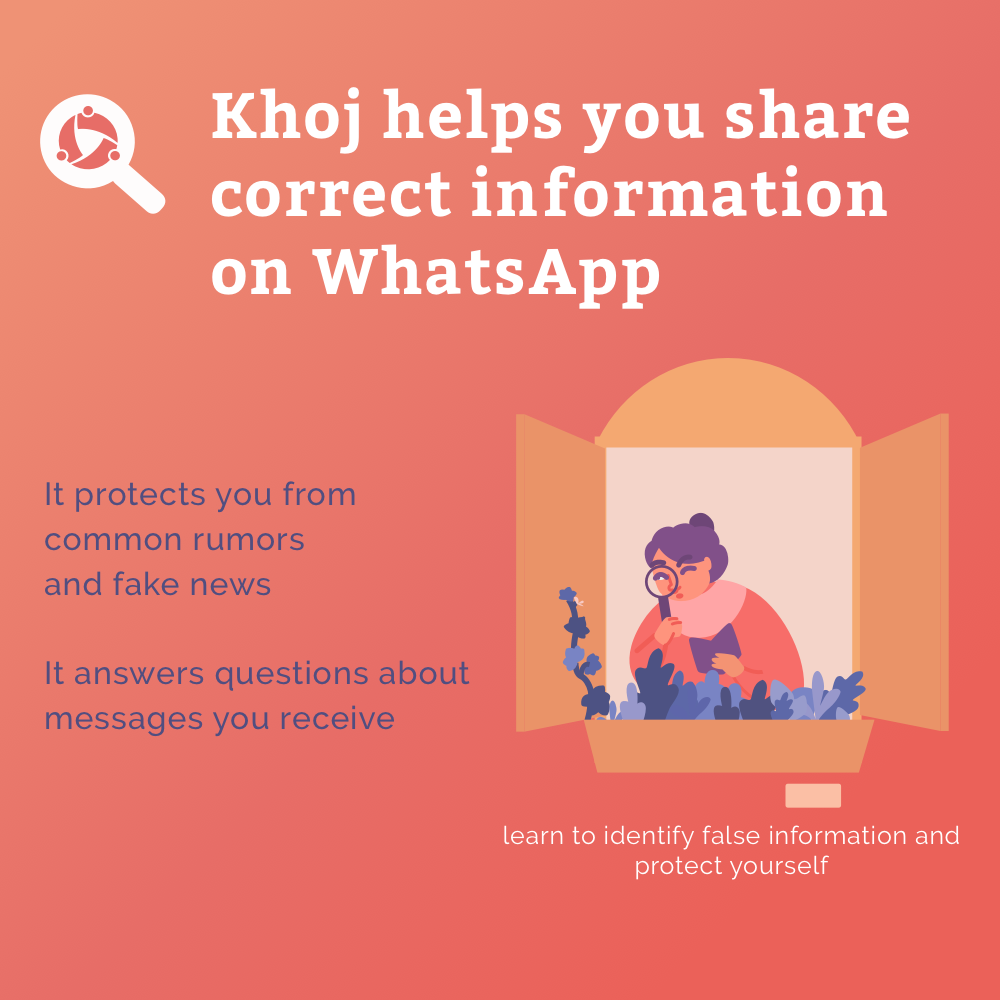 Khoj helps you share
correct information
on WhatsApp
It protects you from
common rumors
and fake news
It answers questions about
messages you receive
learn to identify false information and
protect yourself